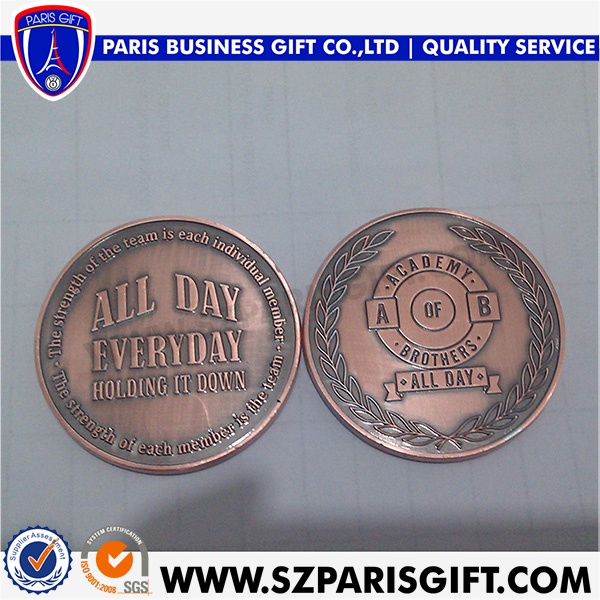 PARIS GIFT
PARIS BUSINESS GIFT CO.,LTD | QUALITY SERVICE
· The strength of the team is each individual member ·
ALL DAY
EVERYDAY
HOLDING IT DOWN
The strength of each member is the team
· ACADEMY ·
A OF B
BROTHERS
ALL DAY
Supplier Assessment
SYSTEM CERTIFICATION
ISO 9001:2008
SGS
WWW.SZPARISGIFT.COM